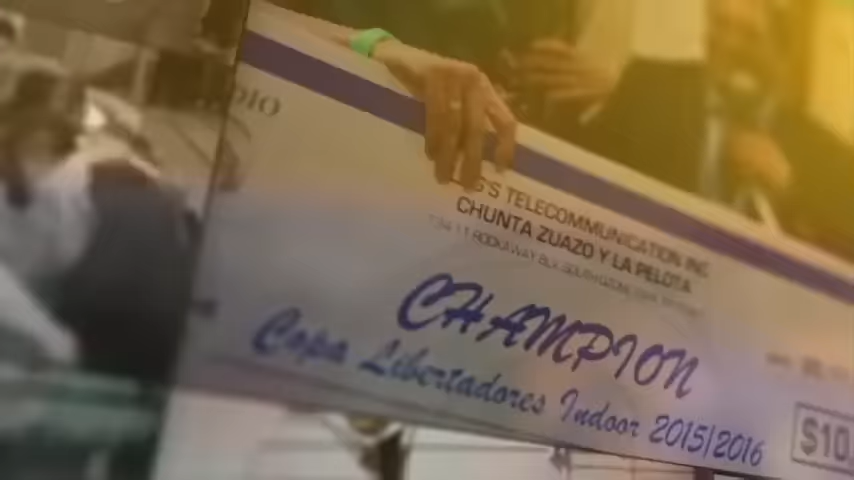 'S TELECOMMUNICATION INC
CHUNTA ZUAZO Y LA PELOTA
CHAMPION
Copa Libertadores Indoor 2015/2016
$10,